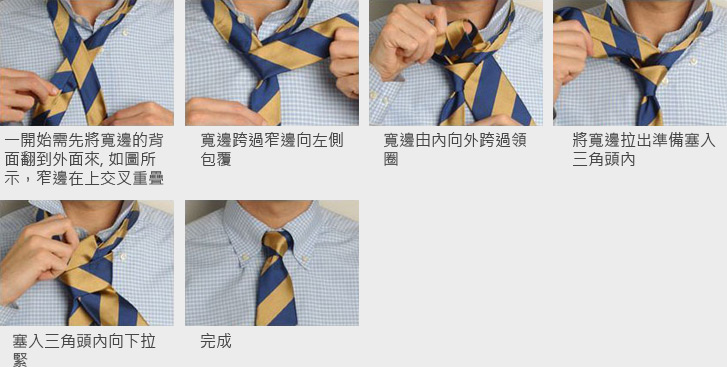 一開始需先將寬邊的背
面翻到外面來, 如圖所
示，窄邊在上交叉重疊
寬邊跨過窄邊向左側
包覆
寬邊由內向外跨過領
圈
將寬邊拉出準備塞入
三角頭內
塞入三角頭內向下拉
緊
完成